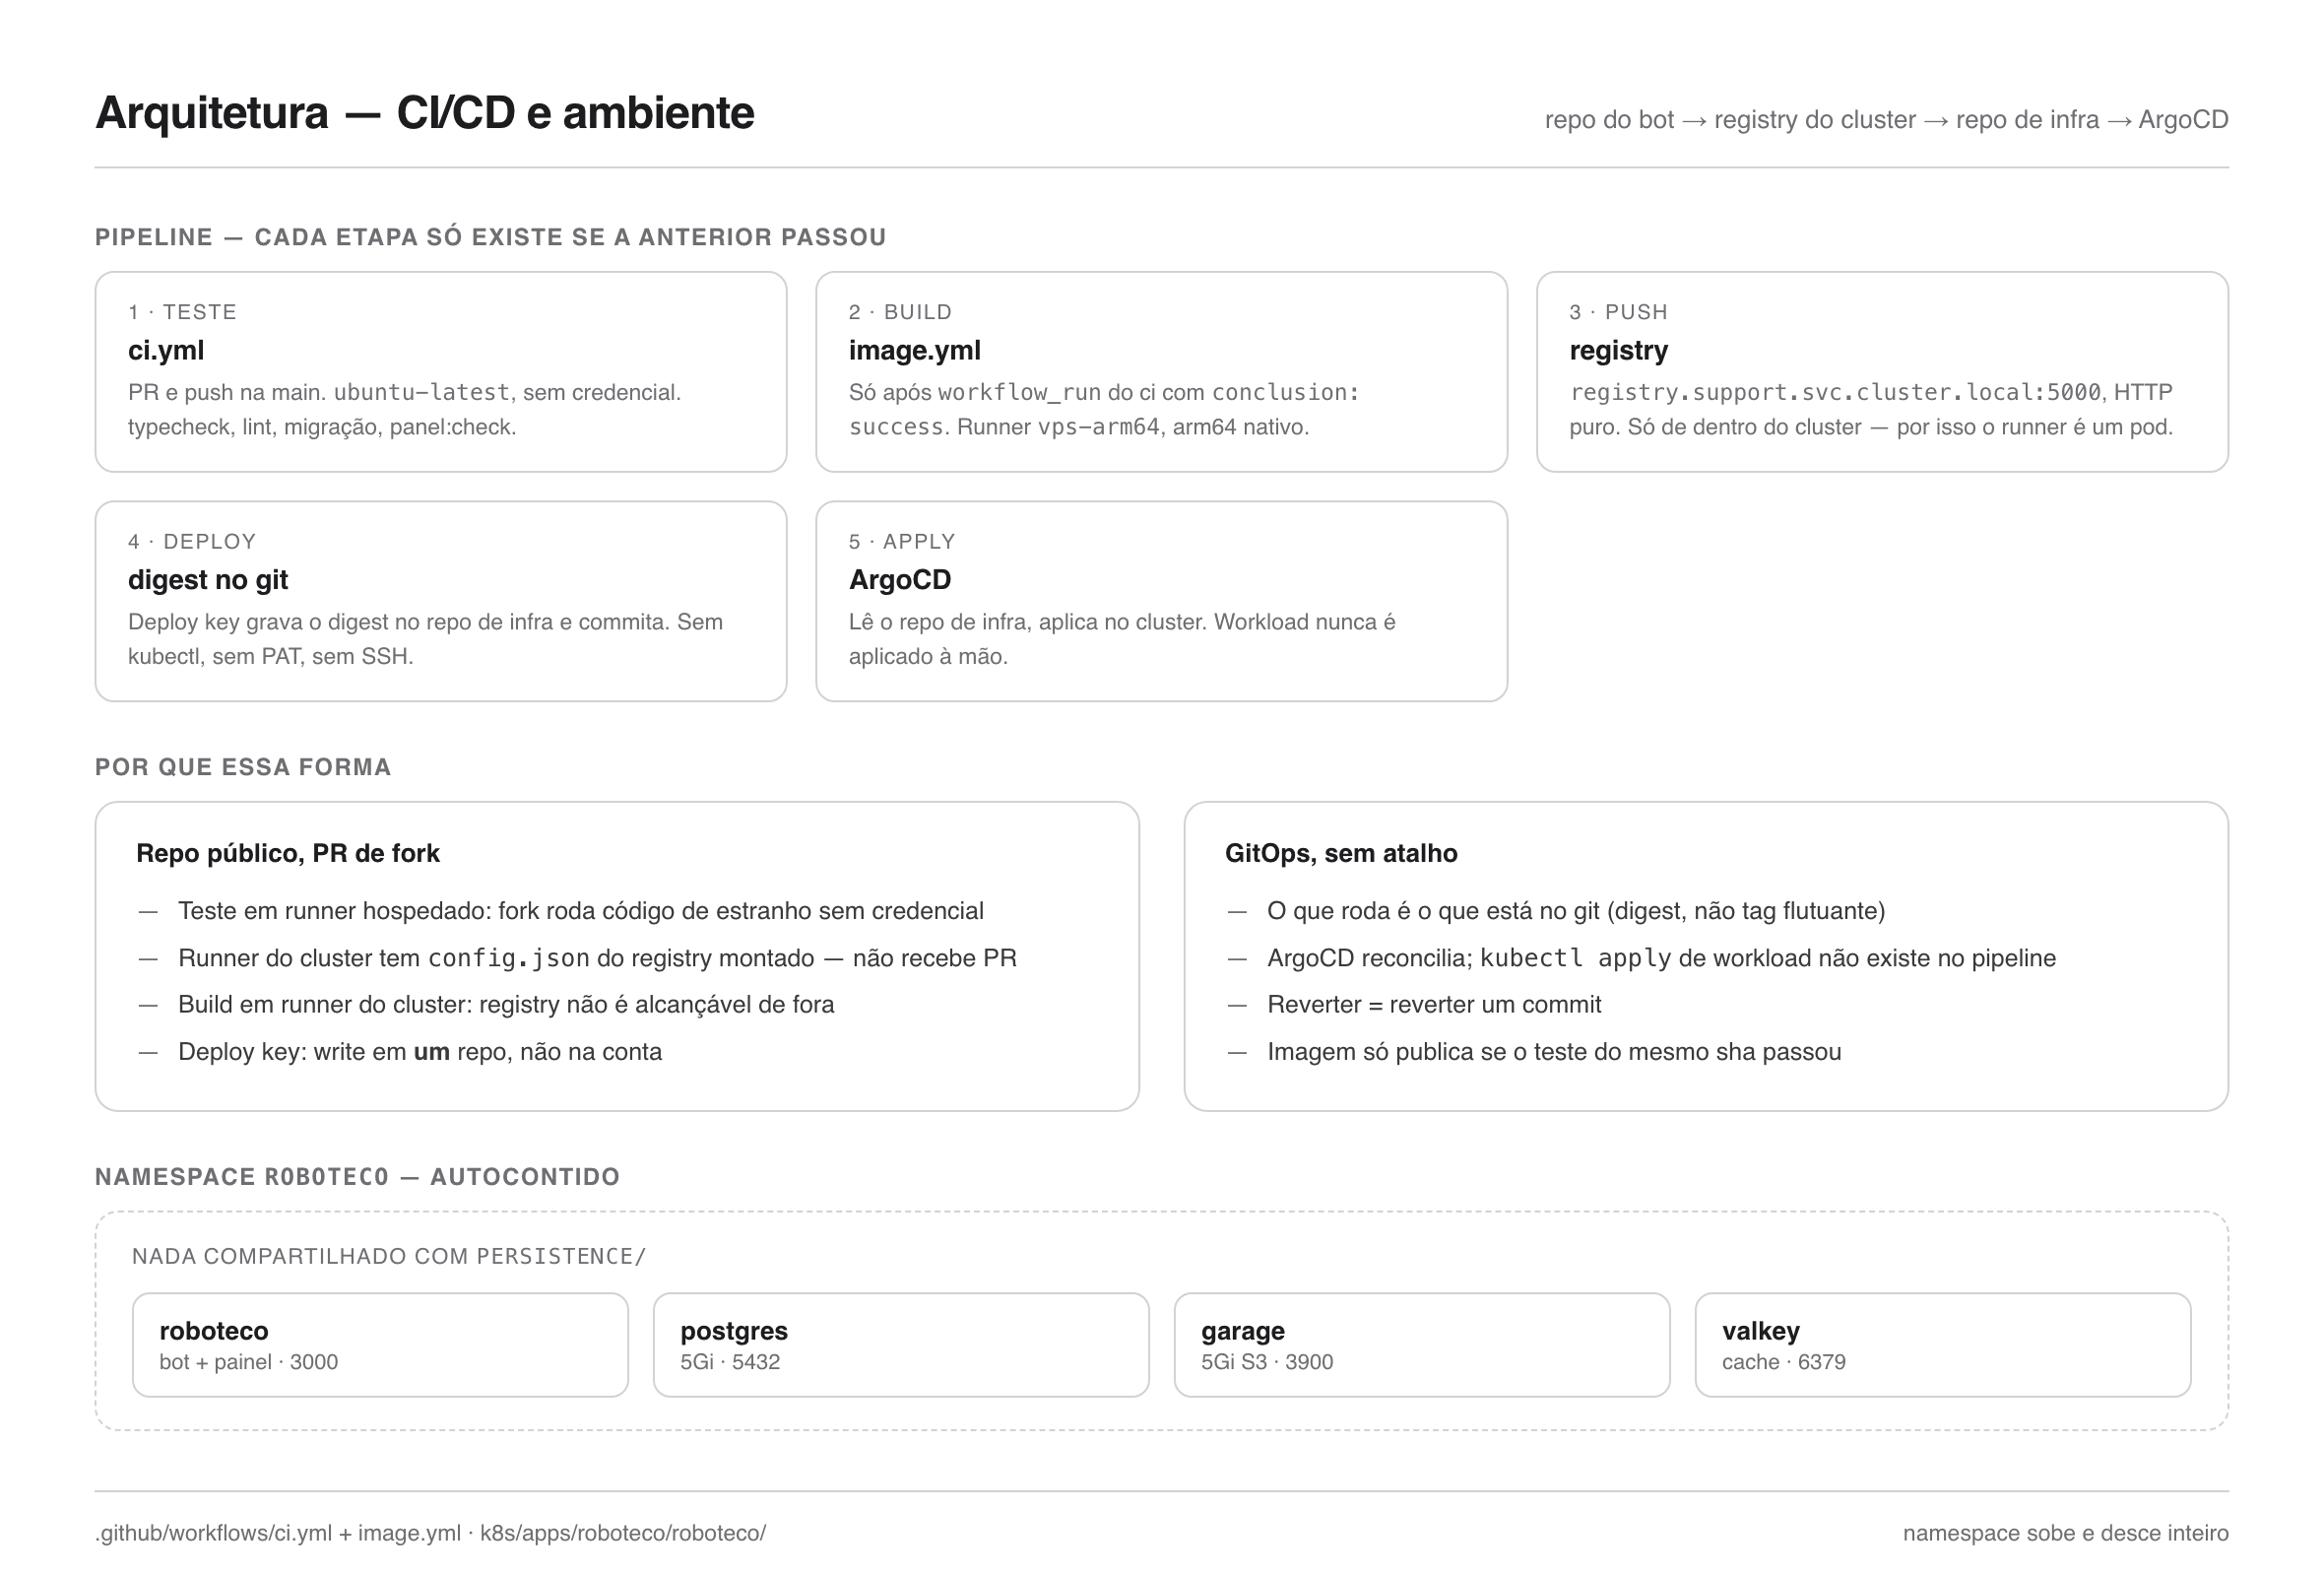 Arquitetura — CI/CD e ambiente
repo do bot → registry do cluster → repo de infra → ArgoCD
PIPELINE — CADA ETAPA SÓ EXISTE SE A ANTERIOR PASSOU
1 · TESTE
ci.yml
PR e push na main. ubuntu-latest, sem credencial.
typecheck, lint, migração, panel:check.
2 · BUILD
image.yml
Só após workflow_run do ci com conclusion:
success. Runner vps-arm64, arm64 nativo.
3 · PUSH
registry
registry.support.svc.cluster.local:5000, HTTP
puro. Só de dentro do cluster — por isso o runner é um pod.
4 · DEPLOY
digest no git
Deploy key grava o digest no repo de infra e commita. Sem
kubectl, sem PAT, sem SSH.
5 · APPLY
ArgoCD
Lê o repo de infra, aplica no cluster. Workload nunca é
aplicado à mão.
POR QUE ESSA FORMA
Repo público, PR de fork
— Teste em runner hospedado: fork roda código de estranho sem credencial
— Runner do cluster tem config.json do registry montado — não recebe PR
— Build em runner do cluster: registry não é alcançável de fora
— Deploy key: write em um repo, não na conta
GitOps, sem atalho
— O que roda é o que está no git (digest, não tag flutuante)
— ArgoCD reconcilia; kubectl apply de workload não existe no pipeline
— Reverter = reverter um commit
— Imagem só publica se o teste do mesmo sha passou
NAMESPACE ROBOTECO — AUTOCONTIDO
NADA COMPARTILHADO COM PERSISTENCE/
roboteco
bot + painel · 3000
postgres
5Gi · 5432
garage
5Gi S3 · 3900
valkey
cache · 6379
.github/workflows/ci.yml + image.yml · k8s/apps/roboteco/roboteco/
namespace sobe e desce inteiro